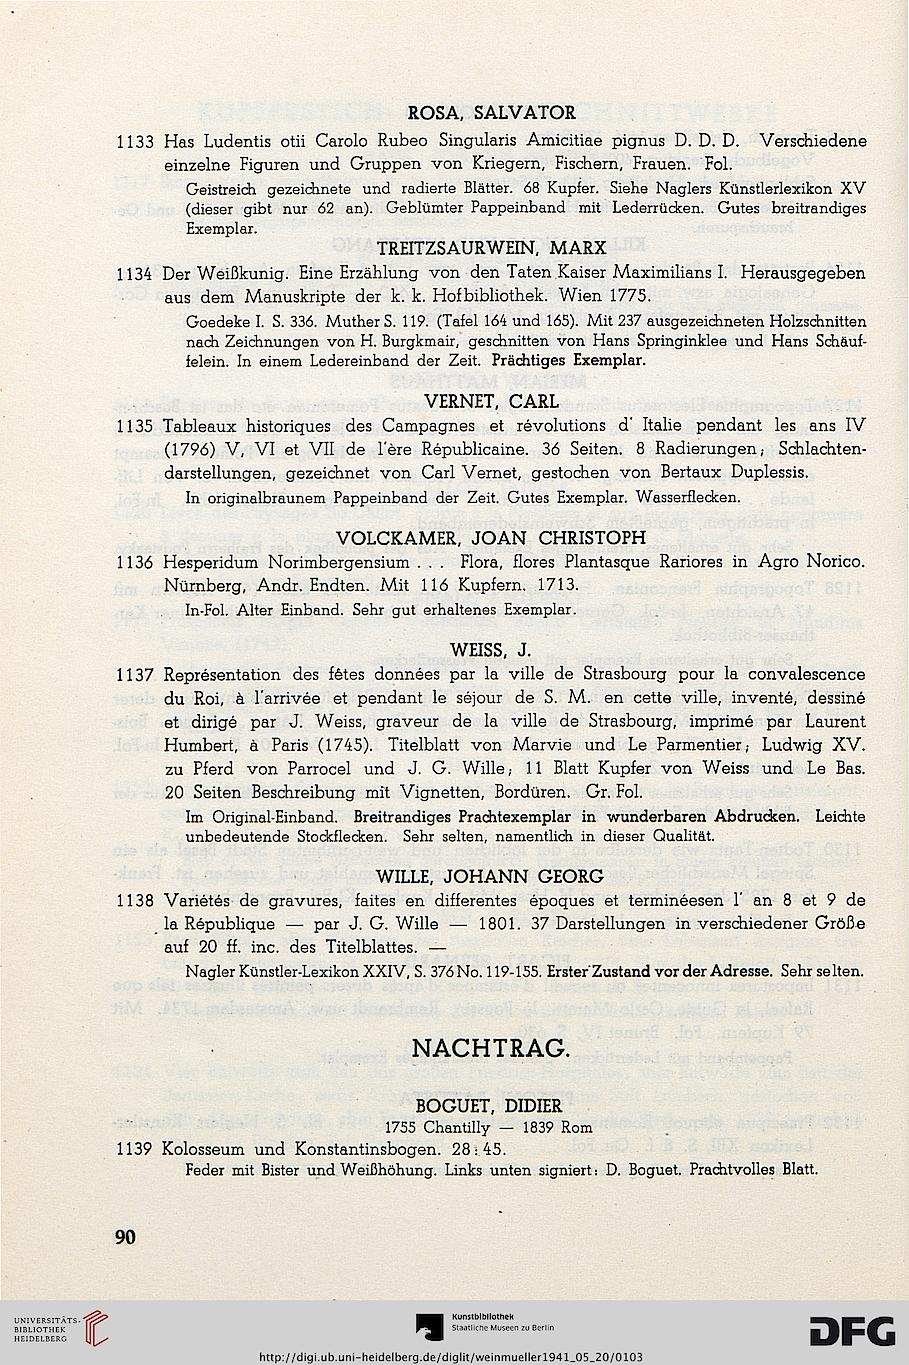 ROSA, SALVATOR
1133 Has Ludentis otii Carolo Rubeo Singularis Amicitiae pignus D. D. D. Verschiedene
einzelne Figuren und Gruppen von Kriegern, Fischern, Frauen. Fol.
Geistreich gezeichnete und radierte Blätter. 68 Kupfer. Siehe Naglers Künstlerlexikon XV
(dieser gibt nur 62 an). Geblümter Pappeinband mit Lederrücken. Gutes breitrandiges
Exemplar.
TREITZSAURWEIN, MARX
1134 Der Weißkunig. Eine Erzählung von den Taten Kaiser Maximilians I. Herausgegeben
aus dem Manuskripte der k. k. Hofbibliothek. Wien 1775.
Goedeke I. S. 336. Muther S. 119. (Tafel 164 und 165). Mit 237 ausgezeichneten Holzschnitten
nach Zeichnungen von H. Burgkmair, geschnitten von Hans Springinklee und Hans Schäuf-
felein. In einem Ledereinband der Zeit. Prächtiges Exemplar.
VERNET, CARL
1135 Tableaux historiques des Campagnes et révolutions d' Italie pendant les ans IV
(1796) V, VI et VII de l'ère Républicaine. 36 Seiten. 8 Radierungen; Schlachten-
darstellungen, gezeichnet von Carl Vernet, gestochen von Bertaux Duplessis.
In originalbraunem Pappeinband der Zeit. Gutes Exemplar. Wasserflecken.
VOLCKAMER, JOAN CHRISTOPH
1136 Hesperidum Norimbergensium . . . Flora, flores Plantasque Rariores in Agro Norico.
Nürnberg, Andr. Endten. Mit 116 Kupfern. 1713.
In-Fol. Alter Einband. Sehr gut erhaltenes Exemplar.
WEISS, J.
1137 Représentation des fétes données par la ville de Strasbourg pour la convalescence
du Roi, à l'arrivée et pendant le séjour de S. M. en cette ville, inventé, dessiné
et dirigé par J. Weiss, graveur de la ville de Strasbourg, imprimé par Laurent
Humbert, à Paris (1745). Titelblatt von Marvie und Le Parmentier; Ludwig XV.
zu Pferd von Parrocel und J. G. Wille; 11 Blatt Kupfer von Weiss und Le Bas.
20 Seiten Beschreibung mit Vignetten, Bordüren. Gr. Fol.
Im Original-Einband. Breitrandiges Prachtexemplar in wunderbaren Abdrucken. Leichte
unbedeutende Stockflecken. Sehr selten, namentlich in dieser Qualität.
WILLE, JOHANN GEORG
1138 Variétés de gravures, faites en differentes époques et terminéesen l' an 8 et 9 de
la République — par J. G. Wille — 1801. 37 Darstellungen in verschiedener Größe
auf 20 ff. inc. des Titelblattes. —
Nagler Künstler-Lexikon XXIV, S. 376 No. 119-155. Erster Zustand vor der Adresse. Sehr selten.
NACHTRAG.
BOGUET, DIDIER
1755 Chantilly — 1839 Rom
1139 Kolosseum und Konstantinsbogen. 28 : 45.
Feder mit Bister und Weißhöhung. Links unten signiert: D. Boguet. Prachtvolles Blatt.
90
UNIVERSITÄTS-
BIBLIOTHEK
HEIDELBERG
Kunstbibliothek
Staatliche Museen zu Berlin
DFG
http://digi.ub.uni-heidelberg.de/diglit/weinmueller1941_05_20/0103